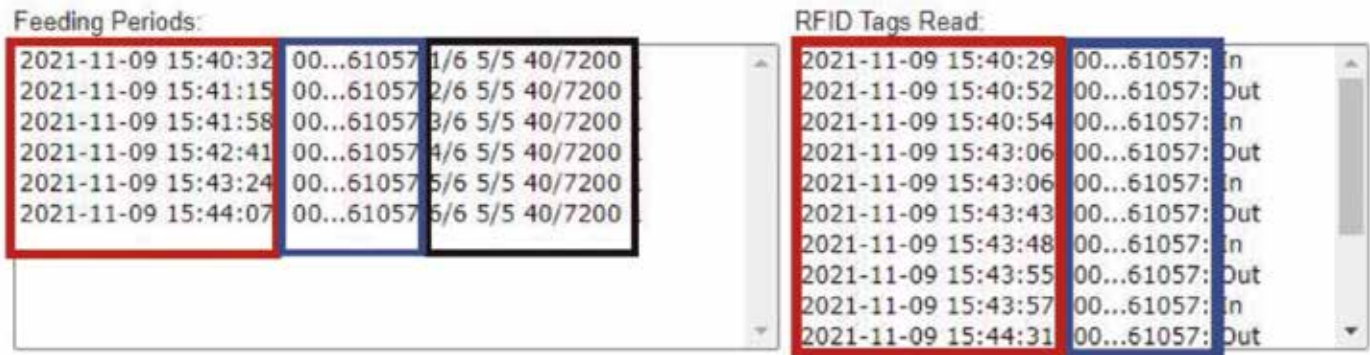 Feeding Periods:
2021-11-09 15:40:32 00...61057 1/6 5/5 40/7200
2021-11-09 15:41:15 00...61057 2/6 5/5 40/7200
2021-11-09 15:41:58 00...61057 3/6 5/5 40/7200
2021-11-09 15:42:41 00...61057 4/6 5/5 40/7200
2021-11-09 15:43:24 00...61057 5/6 5/5 40/7200
2021-11-09 15:44:07 00...61057 6/6 5/5 40/7200
RFID Tags Read:
2021-11-09 15:40:29 00...61057: In
2021-11-09 15:40:52 00...61057: Out
2021-11-09 15:40:54 00...61057: In
2021-11-09 15:43:06 00...61057: Out
2021-11-09 15:43:06 00...61057: In
2021-11-09 15:43:43 00...61057: Out
2021-11-09 15:43:48 00...61057: In
2021-11-09 15:43:55 00...61057: Out
2021-11-09 15:43:57 00...61057: In
2021-11-09 15:44:31 00...61057: Out